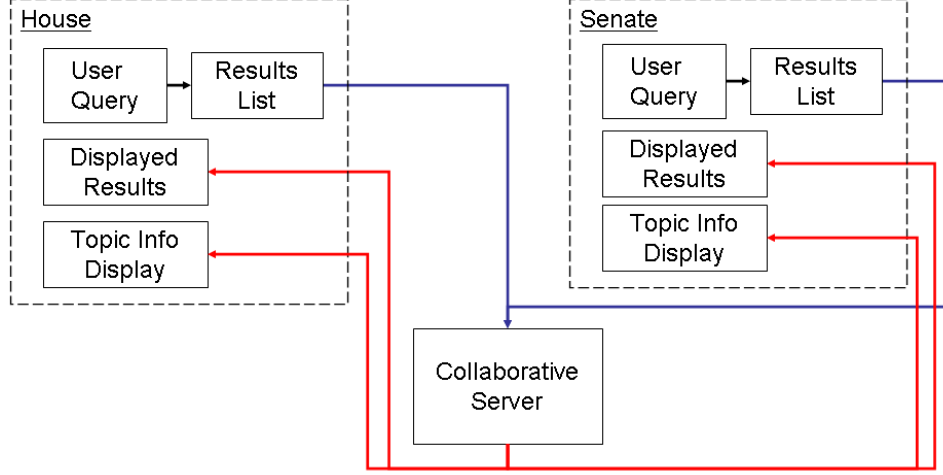 House
User
Query
Results
List
Displayed
Results
Topic Info
Display
Senate
User
Query
Results
List
Displayed
Results
Topic Info
Display
Collaborative
Server